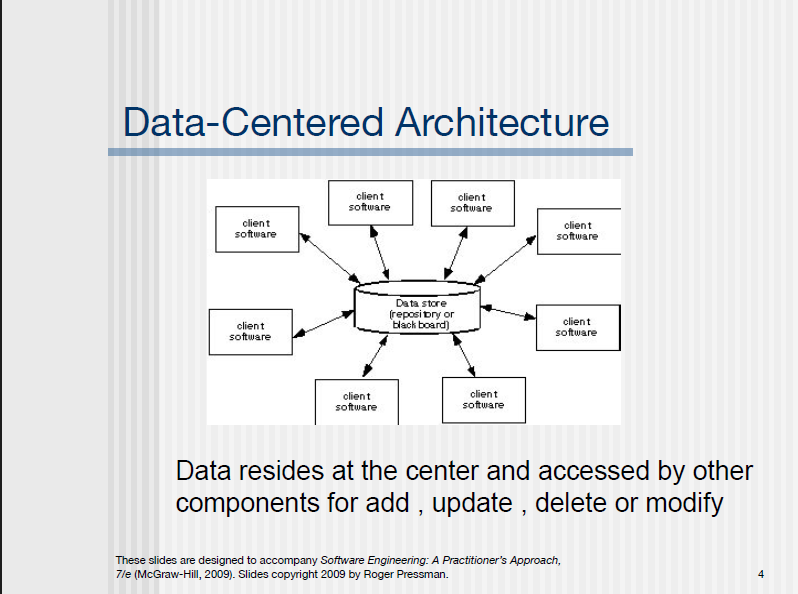 Data-Centered Architecture
client
software
client
software
client
software
client
software
Data store
(repository or
blackboard)
client
software
client
software
client
software
client
software
Data resides at the center and accessed by other
components for add , update , delete or modify
These slides are designed to accompany Software Engineering: A Practitioner's Approach,
7/e (McGraw-Hill, 2009). Slides copyright 2009 by Roger Pressman.
4